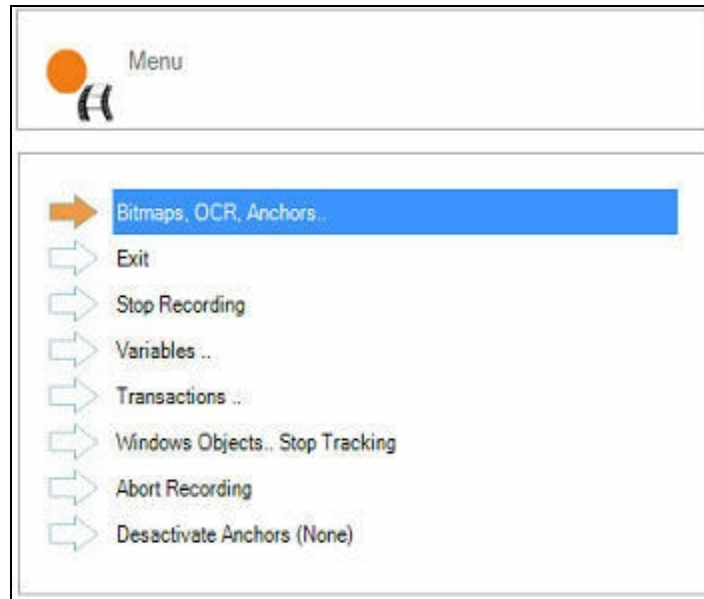 Menu
Bitmaps, OCR, Anchors..
Exit
Stop Recording
Variables ..
Transactions ..
Windows Objects.. Stop Tracking
Abort Recording
Desactivate Anchors (None)